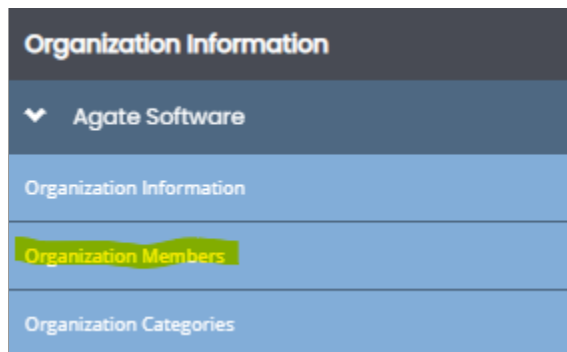 Organization Information
Agate Software
Organization Information
Organization Members
Organization Categories